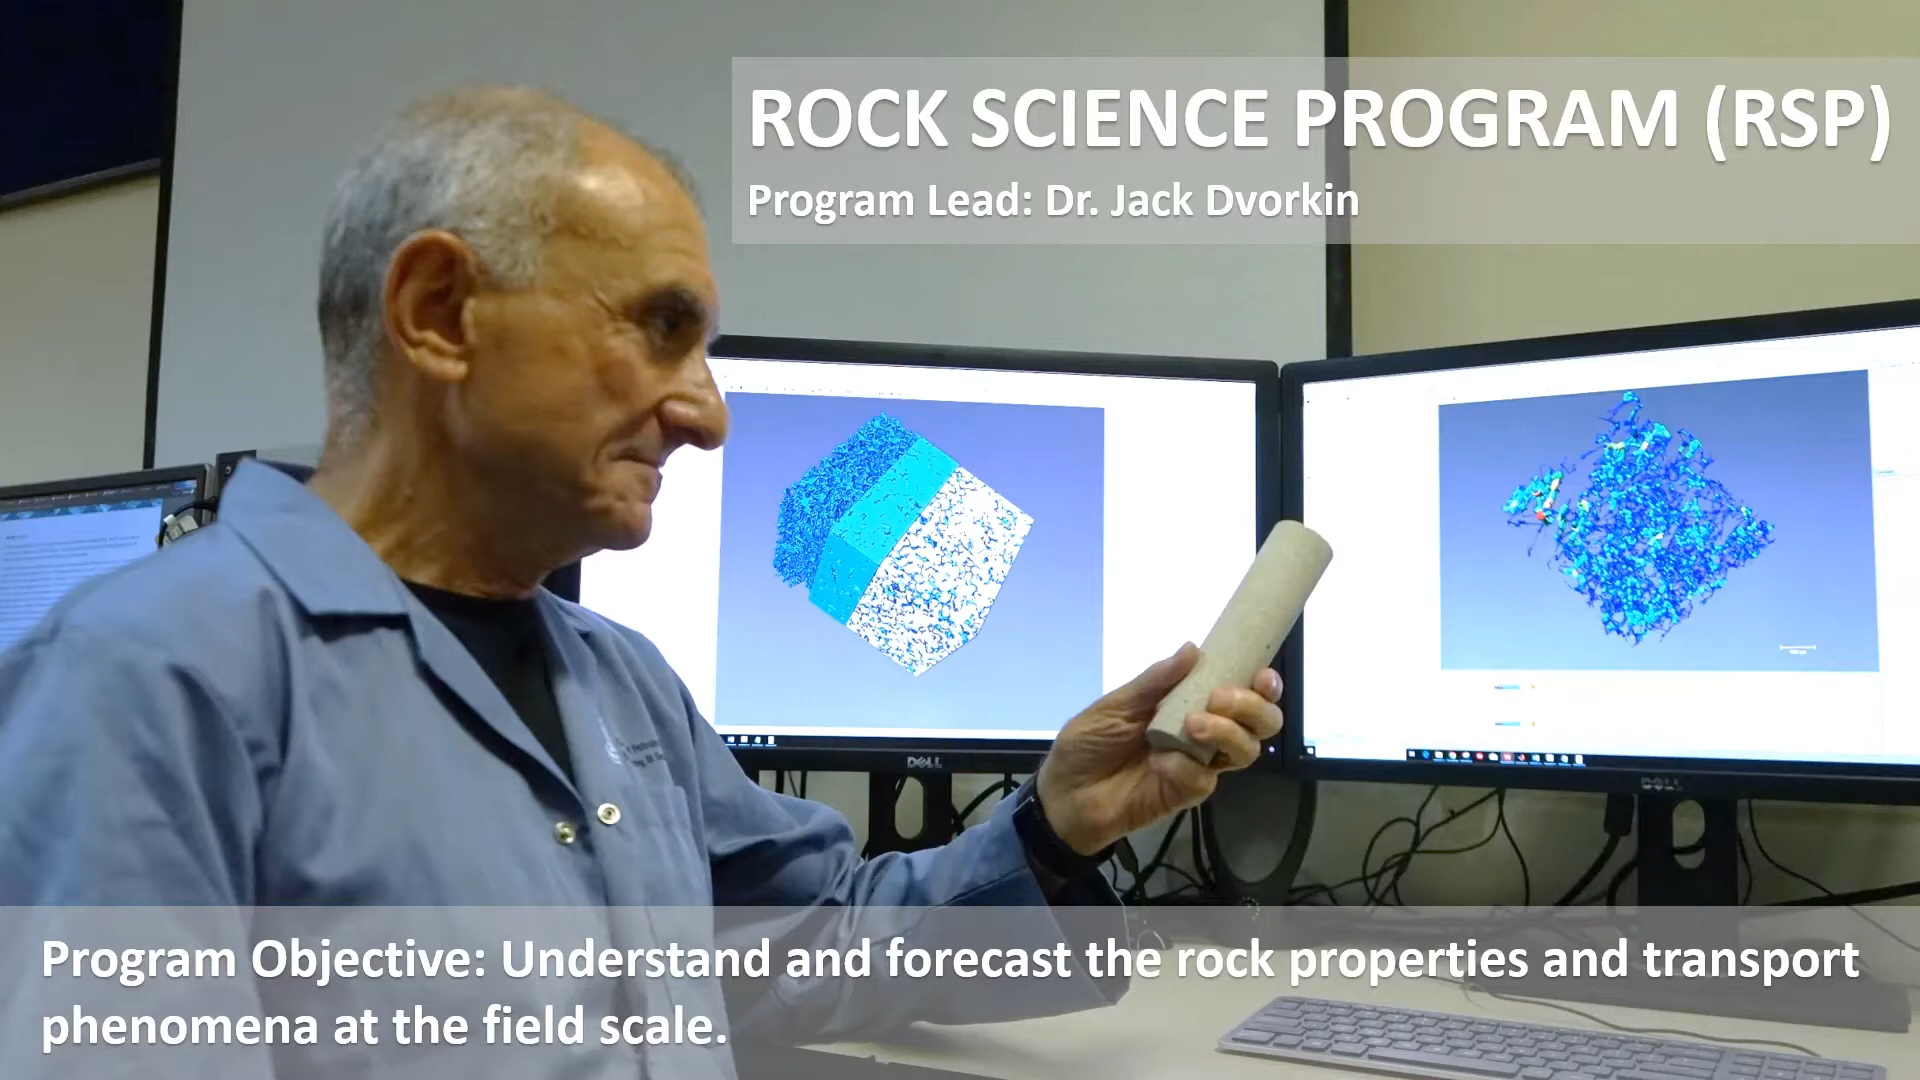 ROCK SCIENCE PROGRAM (RSP)
Program Lead: Dr. Jack Dvorkin
DELL
DELL
Program Objective: Understand and forecast the rock properties and transport
phenomena at the field scale.